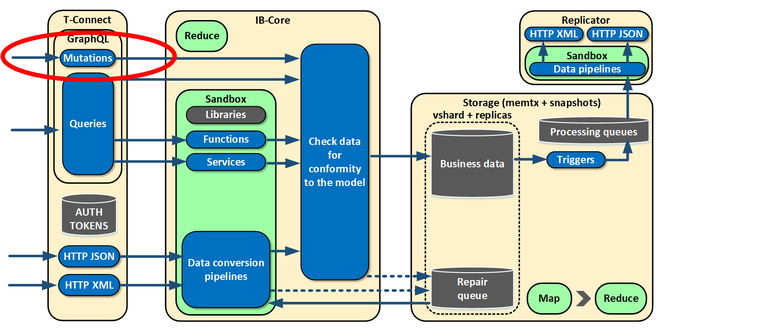 T-Connect
GraphQL
Mutations
Queries
AUTH
TOKENS
HTTP JSON
HTTP XML
IB-Core
Reduce
Sandbox
Libraries
Functions
Services
Data conversion
pipelines
Check data
for
conformity
to the model
Replicator
HTTP XML
HTTP JSON
Sandbox
Data pipelines
Storage (memtx + snapshots)
vshard + replicas
Processing queues
Business data
Triggers
Repair
queue
Map
Reduce